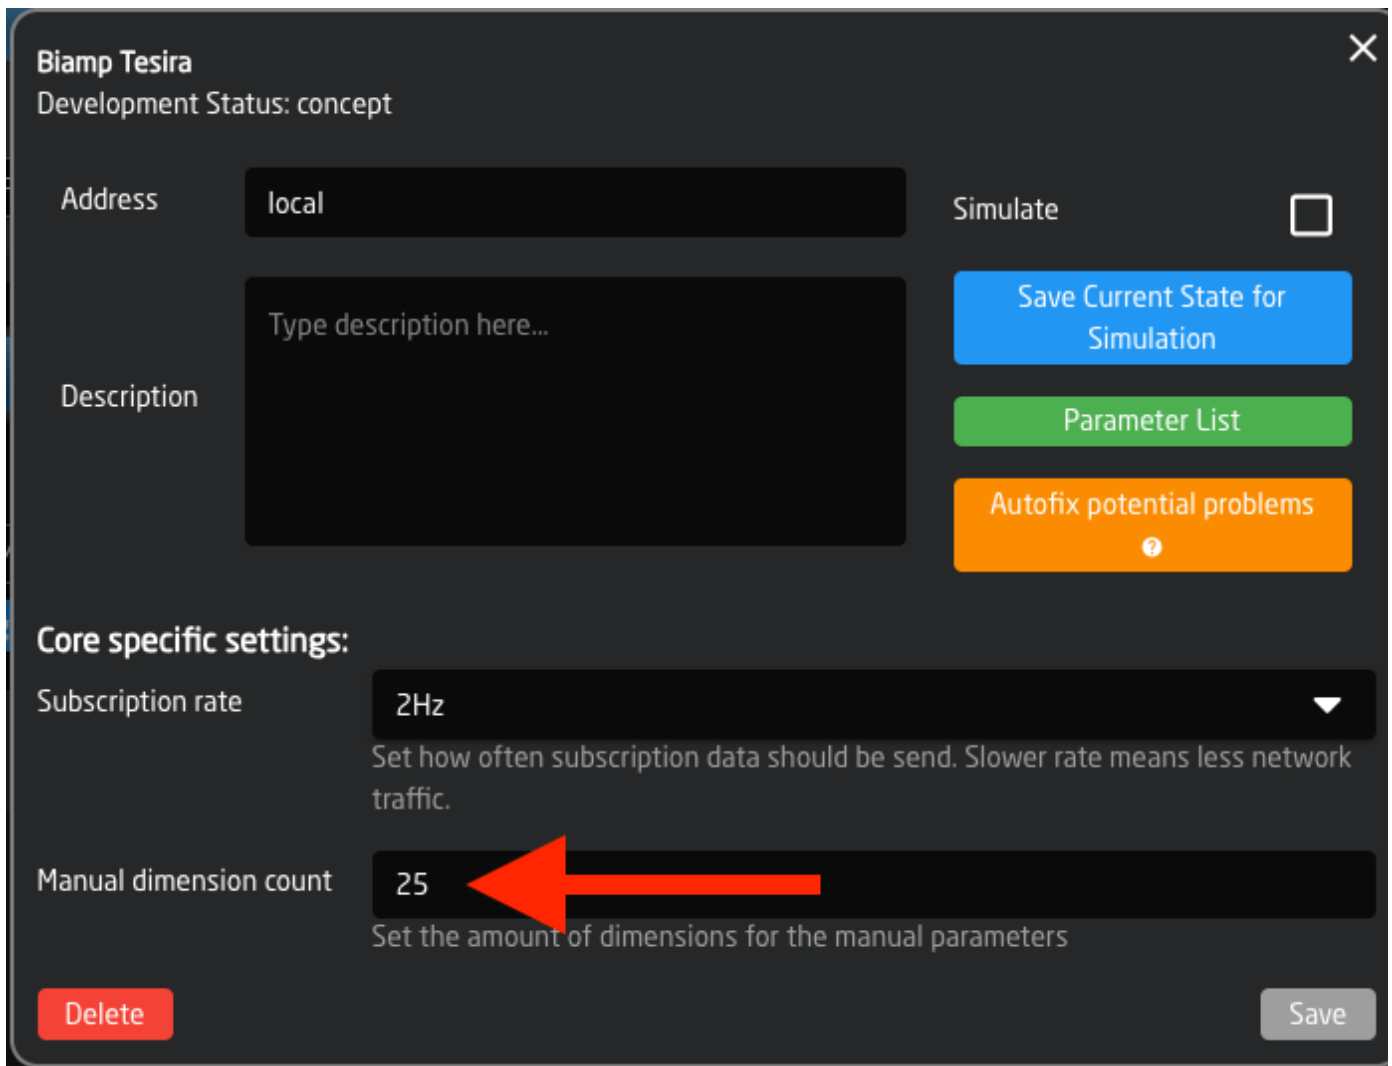 Biamp Tesira
Development Status: concept
Address
local
Simulate
Save Current State for
Simulation
Description
Type description here...
Parameter List
Autofix potential problems
?
Core specific settings:
Subscription rate
2Hz
Set how often subscription data should be send. Slower rate means less network
traffic.
Manual dimension count
25
Set the amount of dimensions for the manual parameters
Delete
Save